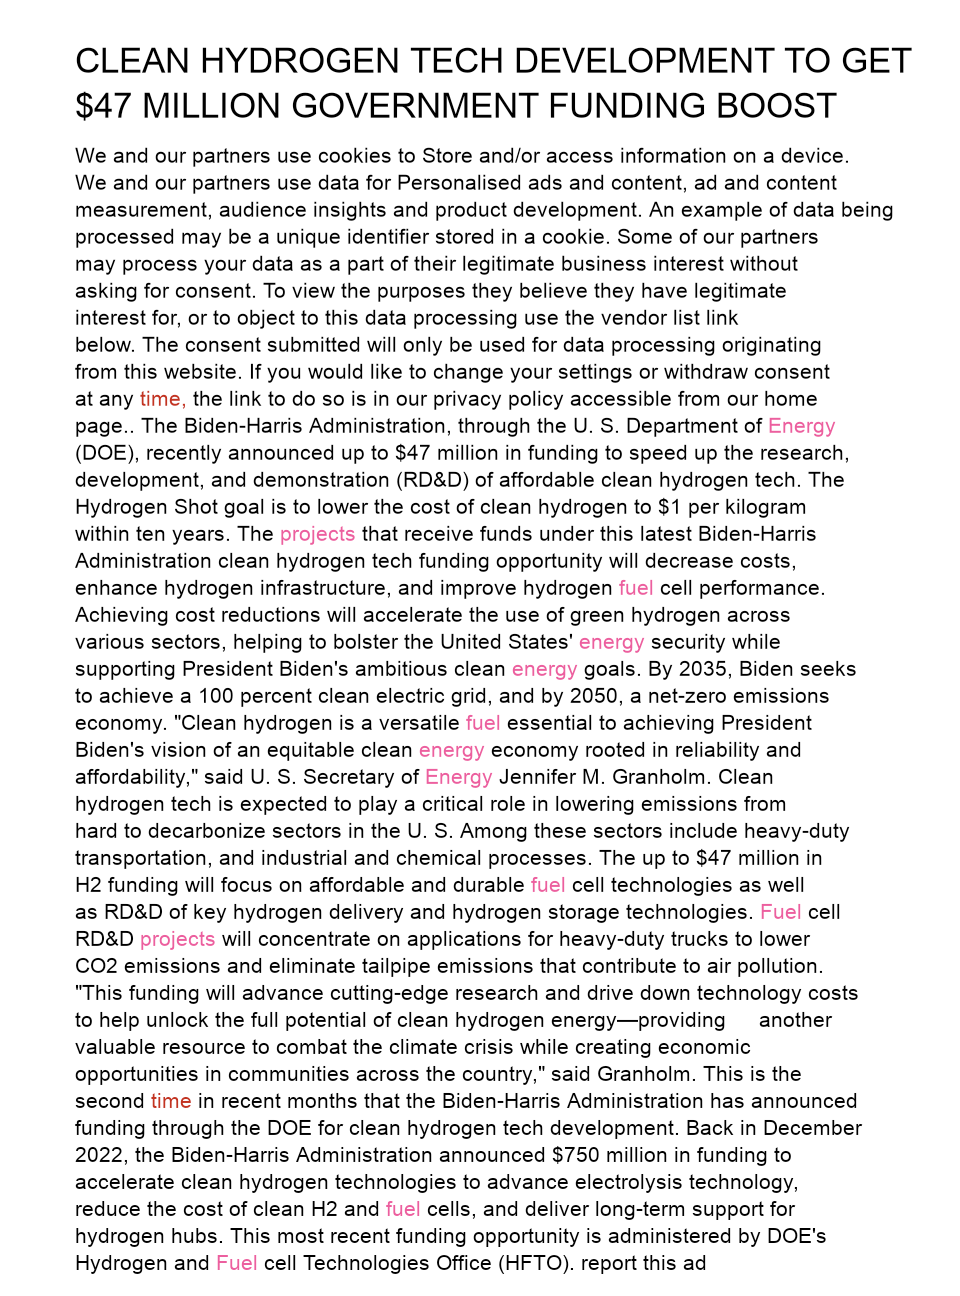 CLEAN HYDROGEN TECH DEVELOPMENT TO GET
$47 MILLION GOVERNMENT FUNDING BOOST
We and our partners use cookies to Store and/or access information on a device.
We and our partners use data for Personalised ads and content, ad and content
measurement, audience insights and product development. An example of data being
processed may be a unique identifier stored in a cookie. Some of our partners
may process your data as a part of their legitimate business interest without
asking for consent. To view the purposes they believe they have legitimate
interest for, or to object to this data processing use the vendor list link
below. The consent submitted will only be used for data processing originating
from this website. If you would like to change your settings or withdraw consent
at any time, the link to do so is in our privacy policy accessible from our home
page.. The Biden-Harris Administration, through the U. S. Department of Energy
(DOE), recently announced up to $47 million in funding to speed up the research,
development, and demonstration (RD&D) of affordable clean hydrogen tech. The
Hydrogen Shot goal is to lower the cost of clean hydrogen to $1 per kilogram
within ten years. The projects that receive funds under this latest Biden-Harris
Administration clean hydrogen tech funding opportunity will decrease costs,
enhance hydrogen infrastructure, and improve hydrogen fuel cell performance.
Achieving cost reductions will accelerate the use of green hydrogen across
various sectors, helping to bolster the United States' energy security while
supporting President Biden's ambitious clean energy goals. By 2035, Biden seeks
to achieve a 100 percent clean electric grid, and by 2050, a net-zero emissions
economy. "Clean hydrogen is a versatile fuel essential to achieving President
Biden's vision of an equitable clean energy economy rooted in reliability and
affordability," said U. S. Secretary of Energy Jennifer M. Granholm. Clean
hydrogen tech is expected to play a critical role in lowering emissions from
hard to decarbonize sectors in the U. S. Among these sectors include heavy-duty
transportation, and industrial and chemical processes. The up to $47 million in
H2 funding will focus on affordable and durable fuel cell technologies as well
as RD&D of key hydrogen delivery and hydrogen storage technologies. Fuel cell
RD&D projects will concentrate on applications for heavy-duty trucks to lower
CO2 emissions and eliminate tailpipe emissions that contribute to air pollution.
"This funding will advance cutting-edge research and drive down technology costs
to help unlock the full potential of clean hydrogen energy—providing another
valuable resource to combat the climate crisis while creating economic
opportunities in communities across the country," said Granholm. This is the
second time in recent months that the Biden-Harris Administration has announced
funding through the DOE for clean hydrogen tech development. Back in December
2022, the Biden-Harris Administration announced $750 million in funding to
accelerate clean hydrogen technologies to advance electrolysis technology,
reduce the cost of clean H2 and fuel cells, and deliver long-term support for
hydrogen hubs. This most recent funding opportunity is administered by DOE's
Hydrogen and Fuel cell Technologies Office (HFTO). report this ad